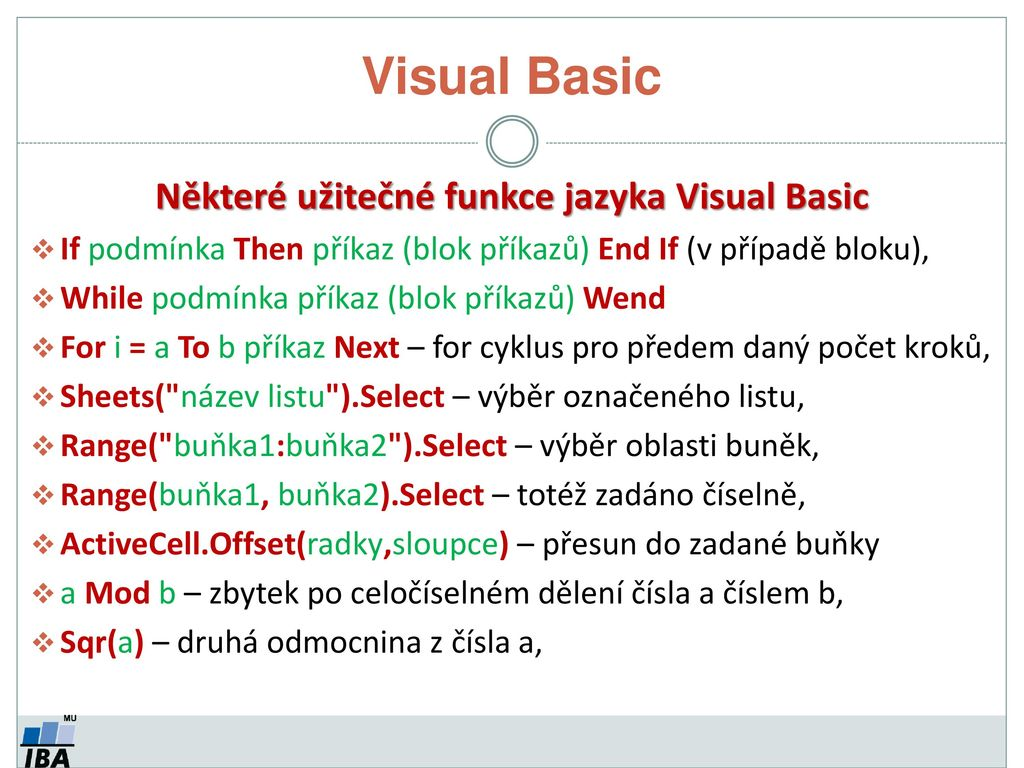 Visual Basic
Některé užitečné funkce jazyka Visual Basic
❖ If podmínka Then příkaz (blok příkazů) End If (v případě bloku),
❖ While podmínka příkaz (blok příkazů) Wend
❖ For i = a To b příkaz Next – for cyklus pro předem daný počet kroků,
❖ Sheets("název listu").Select – výběr označeného listu,
❖ Range("buňka1:buňka2").Select – výběr oblasti buněk,
❖ Range(buňka1, buňka2).Select – totéž zadáno číselně,
❖ ActiveCell.Offset(radky,sloupce) – přesun do zadané buňky
❖ a Mod b – zbytek po celočíselném dělení čísla a číslem b,
❖ Sqr(a) – druhá odmocnina z čísla a,
MU
IBA